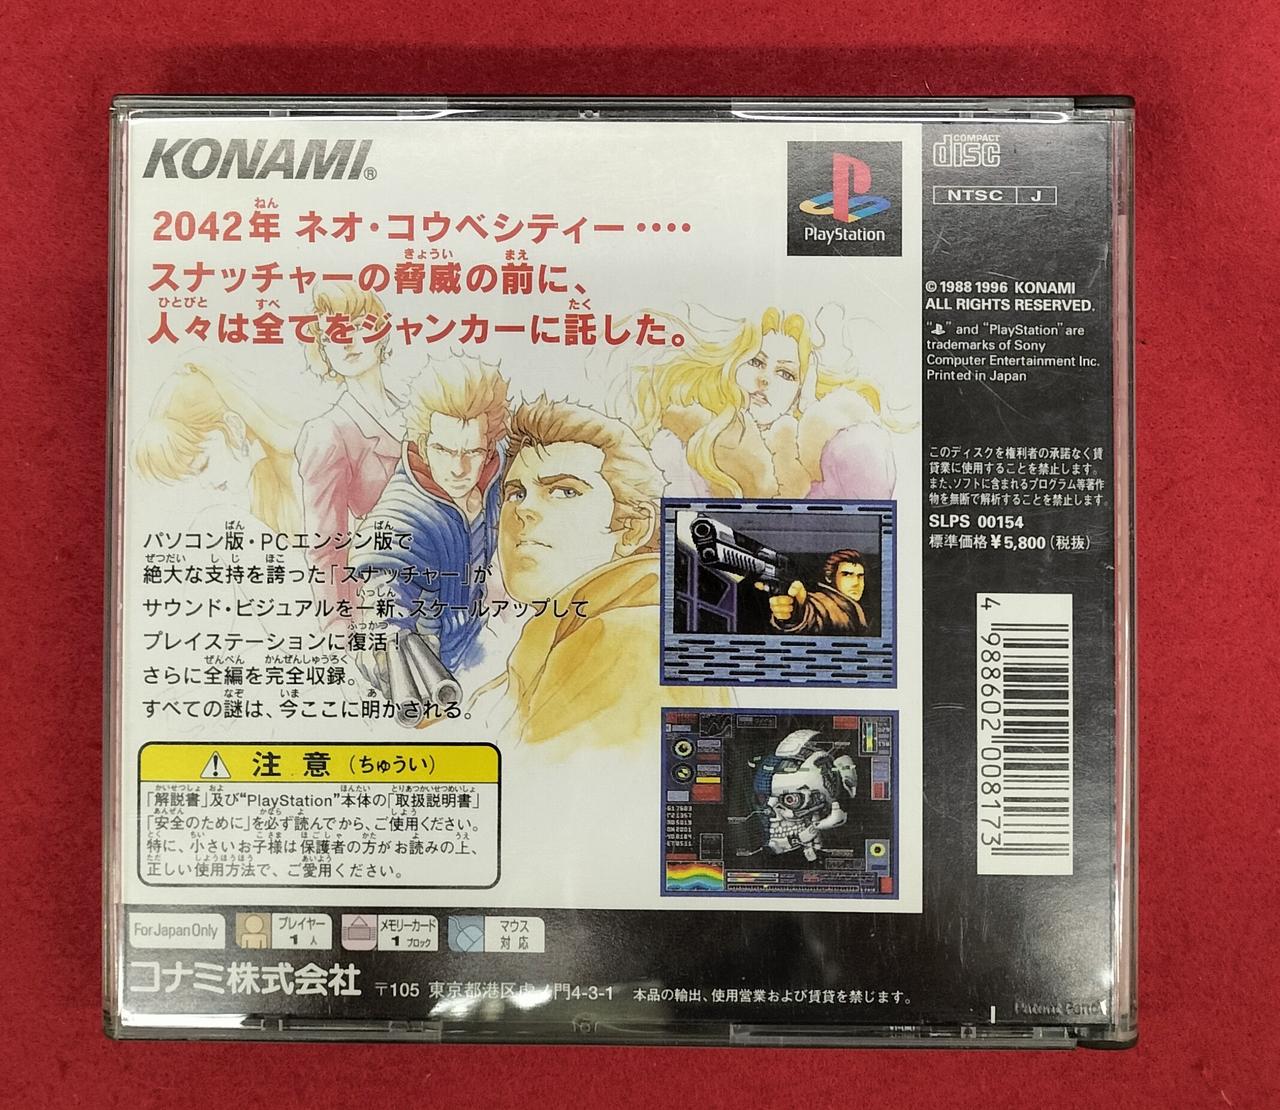 KONAMI®
2042年 ネオ・コウベシティー‥‥
スナッチャーの脅威の前に、
人々は全てをジャンカーに託した。
パソコン版・PCエンジン版で
絶大な支持を誇った「スナッチャー」が
サウンド・ビジュアルを一新、スケールアップして
プレイステーションに復活！
さらに全編を完全収録。
すべての謎は、今ここに明かされる。
注意（ちゅうい）
「解説書」及び“PlayStation”本体の「取扱説明書」
「安全のために」を必ず読んでから、ご使用ください。
特に、小さいお子様は保護者の方がお読みの上、
正しい使用方法で、ご愛用ください。
PlayStation
COMPACT
disc
NTSC J
©1988 1996 KONAMI
ALL RIGHTS RESERVED.
“ ” and “PlayStation” are
trademarks of Sony
Computer Entertainment Inc.
Printed in Japan
このディスクを権利者の承諾なく賃
貸業に使用することを禁止します。
また、ソフトに含まれるプログラム等著作
物を無断で解析することを禁止します。
SLPS 00154
標準価格￥5,800（税抜）
4 988602 008173
For Japan Only
プレイヤー
1人
メモリーカード
1ブロック
マウス
対応
コナミ株式会社
〒105 東京都港区虎ノ門4-3-1
本品の輸出、使用営業および賃貸を禁じます。